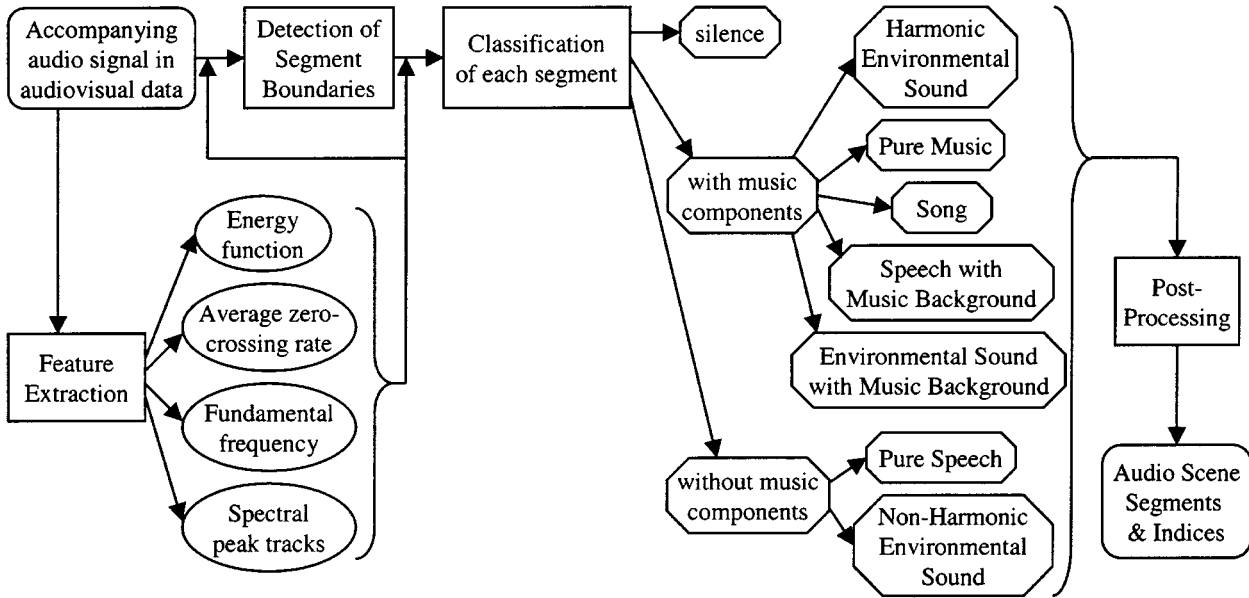 Accompanying
audio signal in
audiovisual data
Detection of
Segment
Boundaries
Classification
of each segment
silence
Harmonic
Environmental
Sound
Pure Music
with music
components
Song
Speech with
Music Background
Environmental Sound
with Music Background
Energy
function
Average zero-
crossing rate
Feature
Extraction
Fundamental
frequency
Spectral
peak tracks
without music
components
Pure Speech
Non-Harmonic
Environmental
Sound
Post-
Processing
Audio Scene
Segments
& Indices